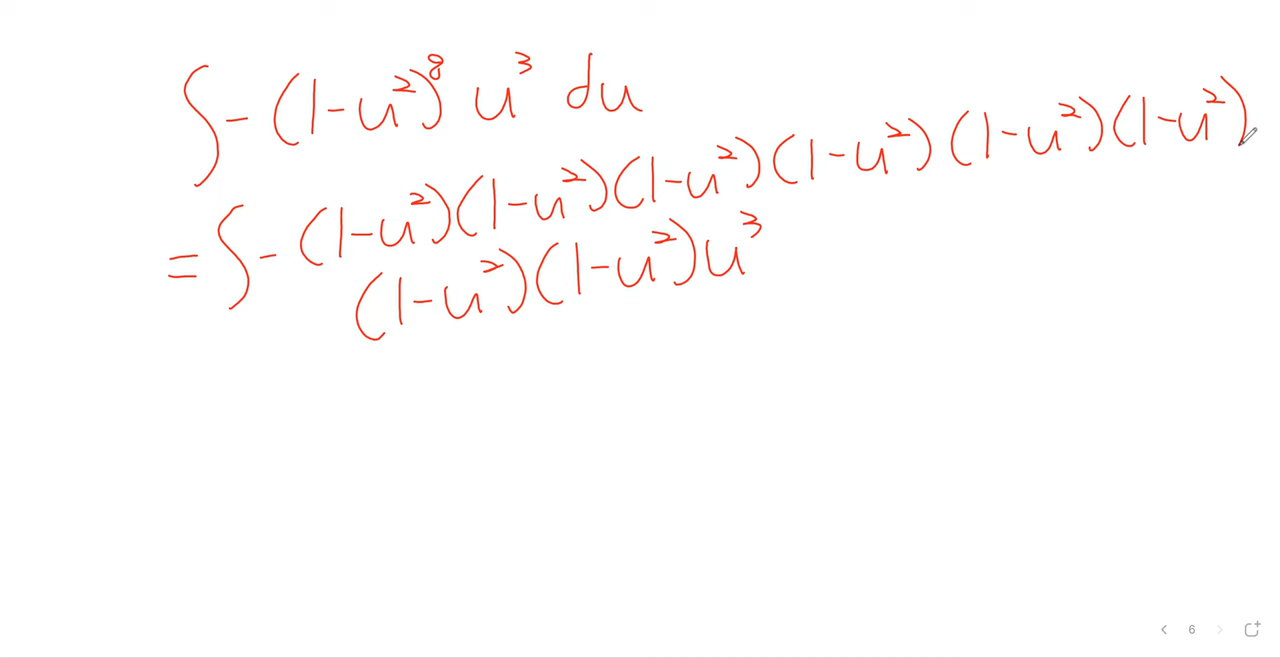 ∫ -(1-u²)⁸ u³ du
= ∫ -(1-u²)(1-u²)(1-u²)(1-u²)(1-u²)(1-u²)
(1-u²)(1-u²)u³
< 6 >